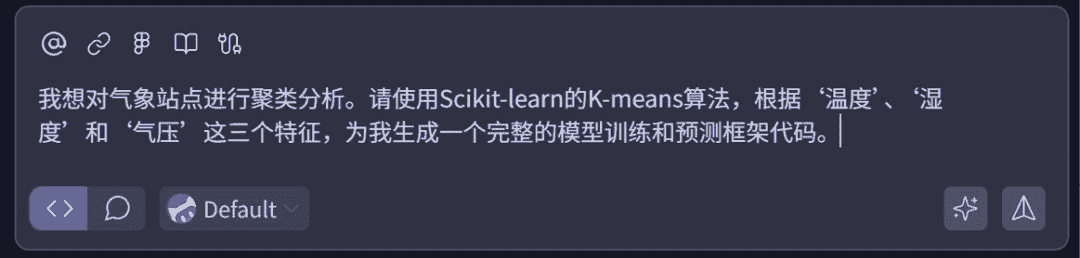 我想对气象站点进行聚类分析。请使用Scikit-learn的K-means算法，根据‘温度’、‘湿
度’和‘气压’这三个特征，为我生成一个完整的模型训练和预测框架代码。
Default